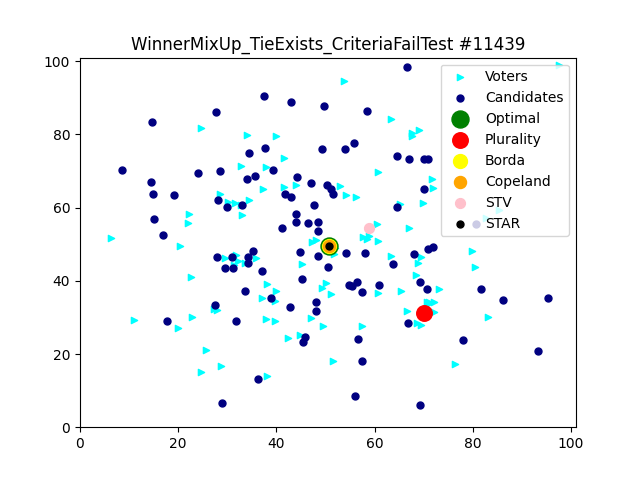 WinnerMixUp_TieExists_CriteriaFailTest #11439
100
80
60
40
20
0
0
20
40
60
80
100
Voters
Candidates
Optimal
Plurality
Borda
Copeland
STV
STAR